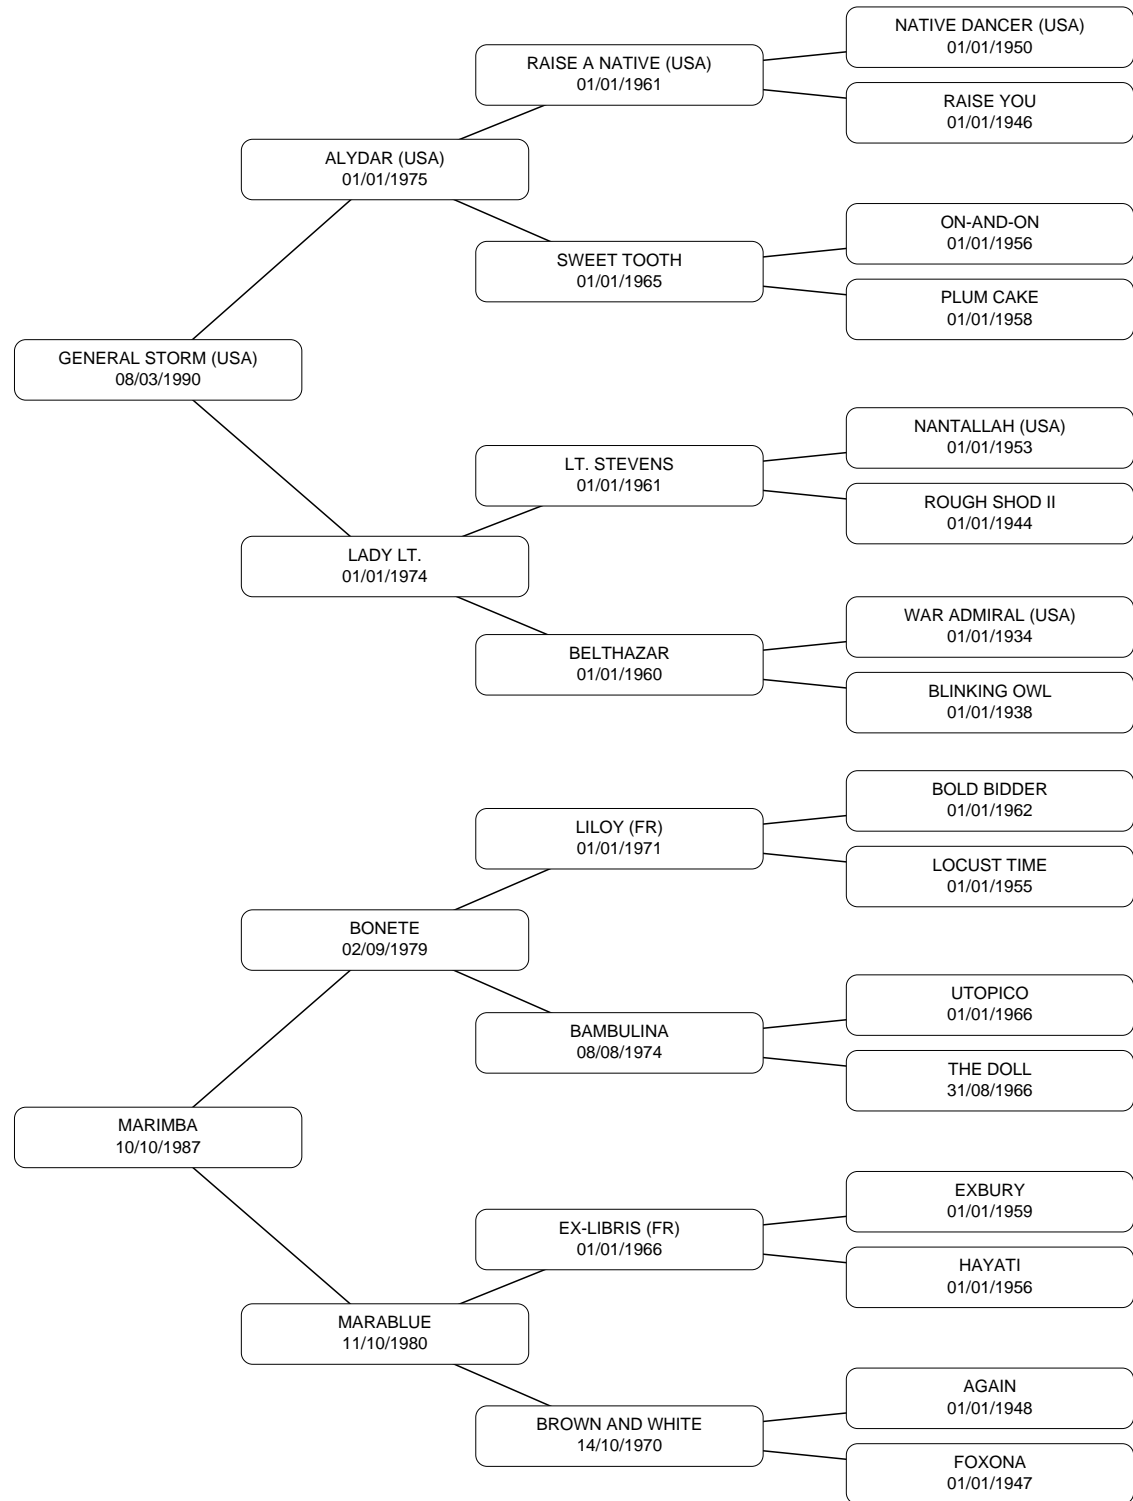 NATIVE DANCER (USA)
01/01/1950
RAISE A NATIVE (USA)
01/01/1961
RAISE YOU
01/01/1946
ALYDAR (USA)
01/01/1975
ON-AND-ON
01/01/1956
SWEET TOOTH
01/01/1965
PLUM CAKE
01/01/1958
GENERAL STORM (USA)
08/03/1990
NANTALLAH (USA)
01/01/1953
LT. STEVENS
01/01/1961
ROUGH SHOD II
01/01/1944
LADY LT.
01/01/1974
WAR ADMIRAL (USA)
01/01/1934
BELTHAZAR
01/01/1960
BLINKING OWL
01/01/1938
BOLD BIDDER
01/01/1962
LILOY (FR)
01/01/1971
LOCUST TIME
01/01/1955
BONETE
02/09/1979
UTOPICO
01/01/1966
BAMBULINA
08/08/1974
THE DOLL
31/08/1966
MARIMBA
10/10/1987
EXBURY
01/01/1959
EX-LIBRIS (FR)
01/01/1966
HAYATI
01/01/1956
MARABLUE
11/10/1980
AGAIN
01/01/1948
BROWN AND WHITE
14/10/1970
FOXONA
01/01/1947